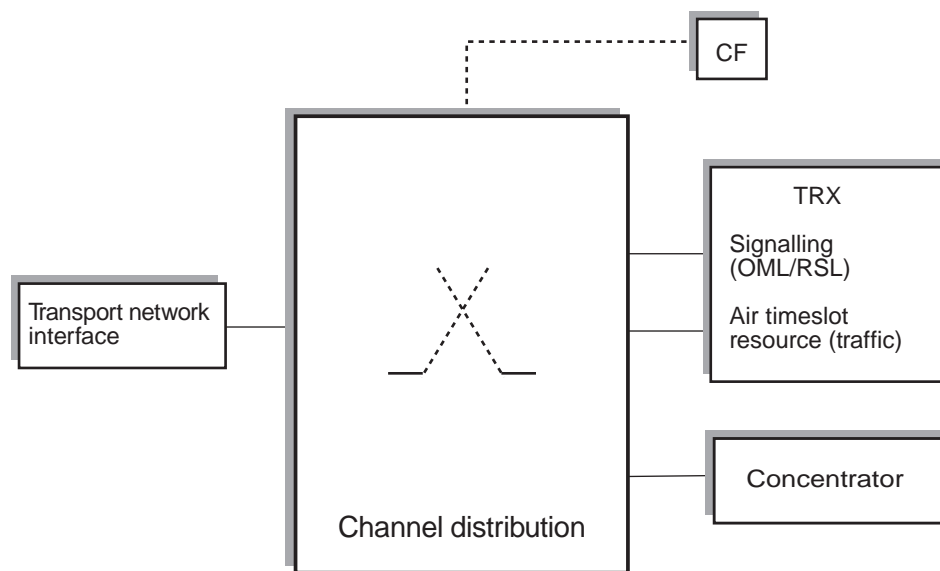 CF
TRX
Signalling
(OML/RSL)
Air timeslot
resource (traffic)
Transport network
interface
Concentrator
Channel distribution